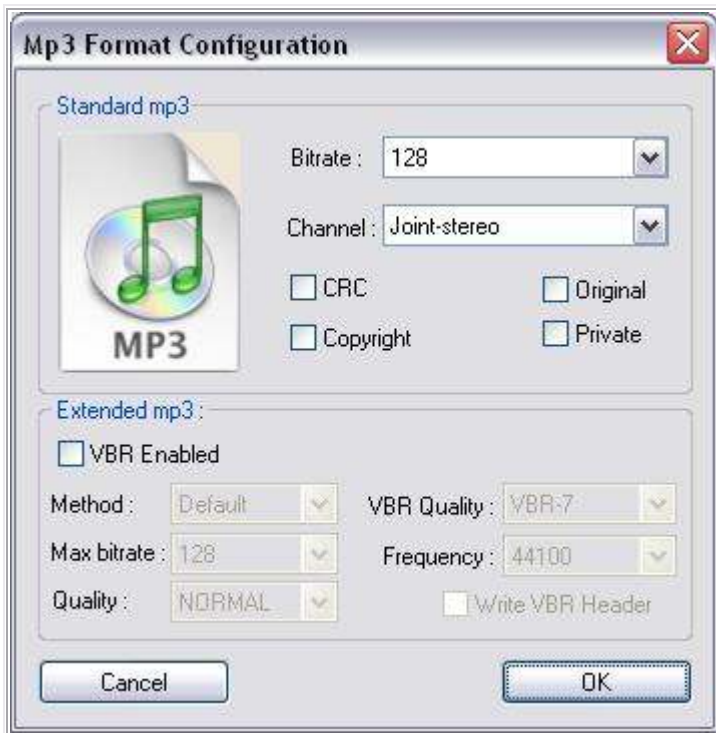 Mp3 Format Configuration
Standard mp3
Bitrate : 128
Channel : Joint-stereo
MP3
CRC Original
Copyright Private
Extended mp3 :
VBR Enabled
Method : Default VBR Quality : VBR-7
Max bitrate : 128 Frequency : 44100
Quality : NORMAL Write VBR Header
Cancel OK